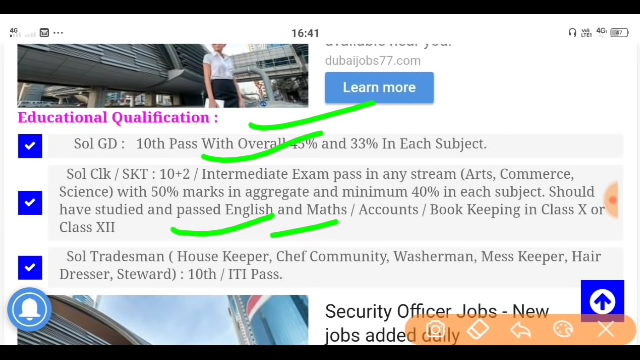 4G 16:41 4G 87
available near you.
dubaijobs77.com
Learn more
Educational Qualification :
Sol GD : 10th Pass With Overall 45% and 33% In Each Subject.
Sol Clk / SKT : 10+2 / Intermediate Exam pass in any stream (Arts, Commerce,
Science) with 50% marks in aggregate and minimum 40% in each subject. Should
have studied and passed English and Maths / Accounts / Book Keeping in Class X or
Class XII
Sol Tradesman ( House Keeper, Chef Community, Washerman, Mess Keeper, Hair
Dresser, Steward) : 10th / ITI Pass.
Security Officer Jobs - New
jobs added daily